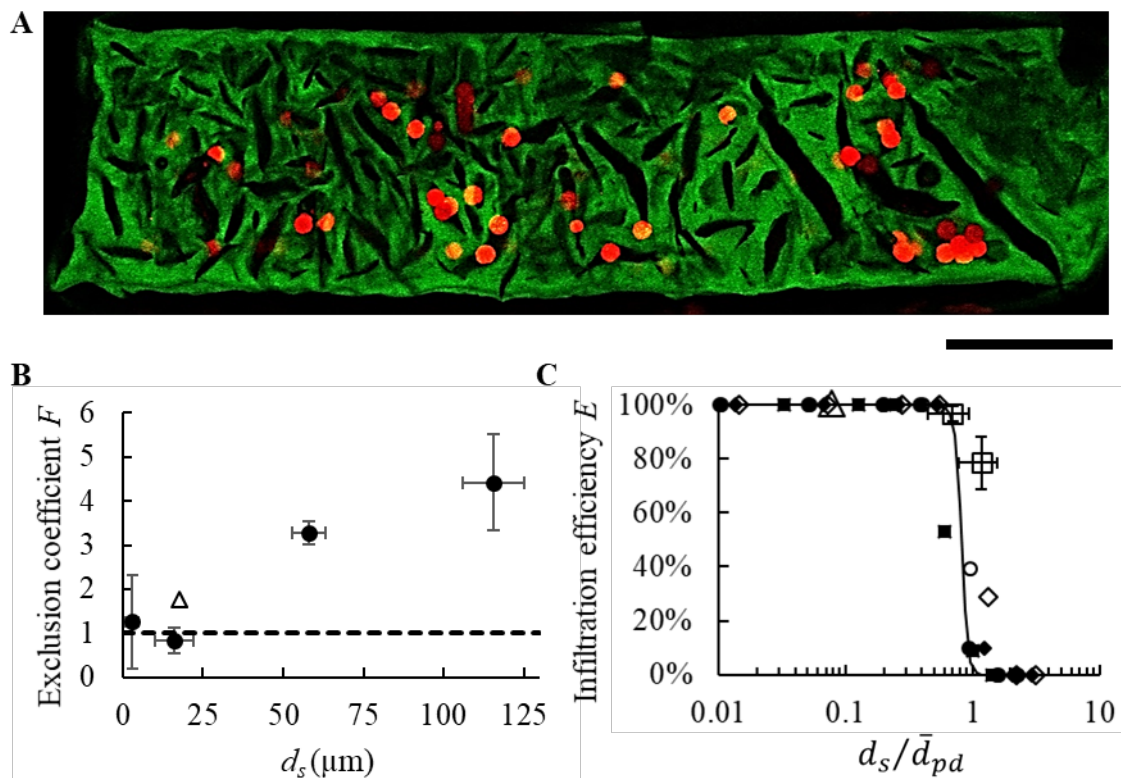 A
B
C
Exclusion coefficient F
6
5
4
3
2
1
0
0 25 50 75 100 125
d_s (μm)
Infiltration efficiency E
100%
80%
60%
40%
20%
0%
0.01 0.1 1 10
d_s/d̄_pd